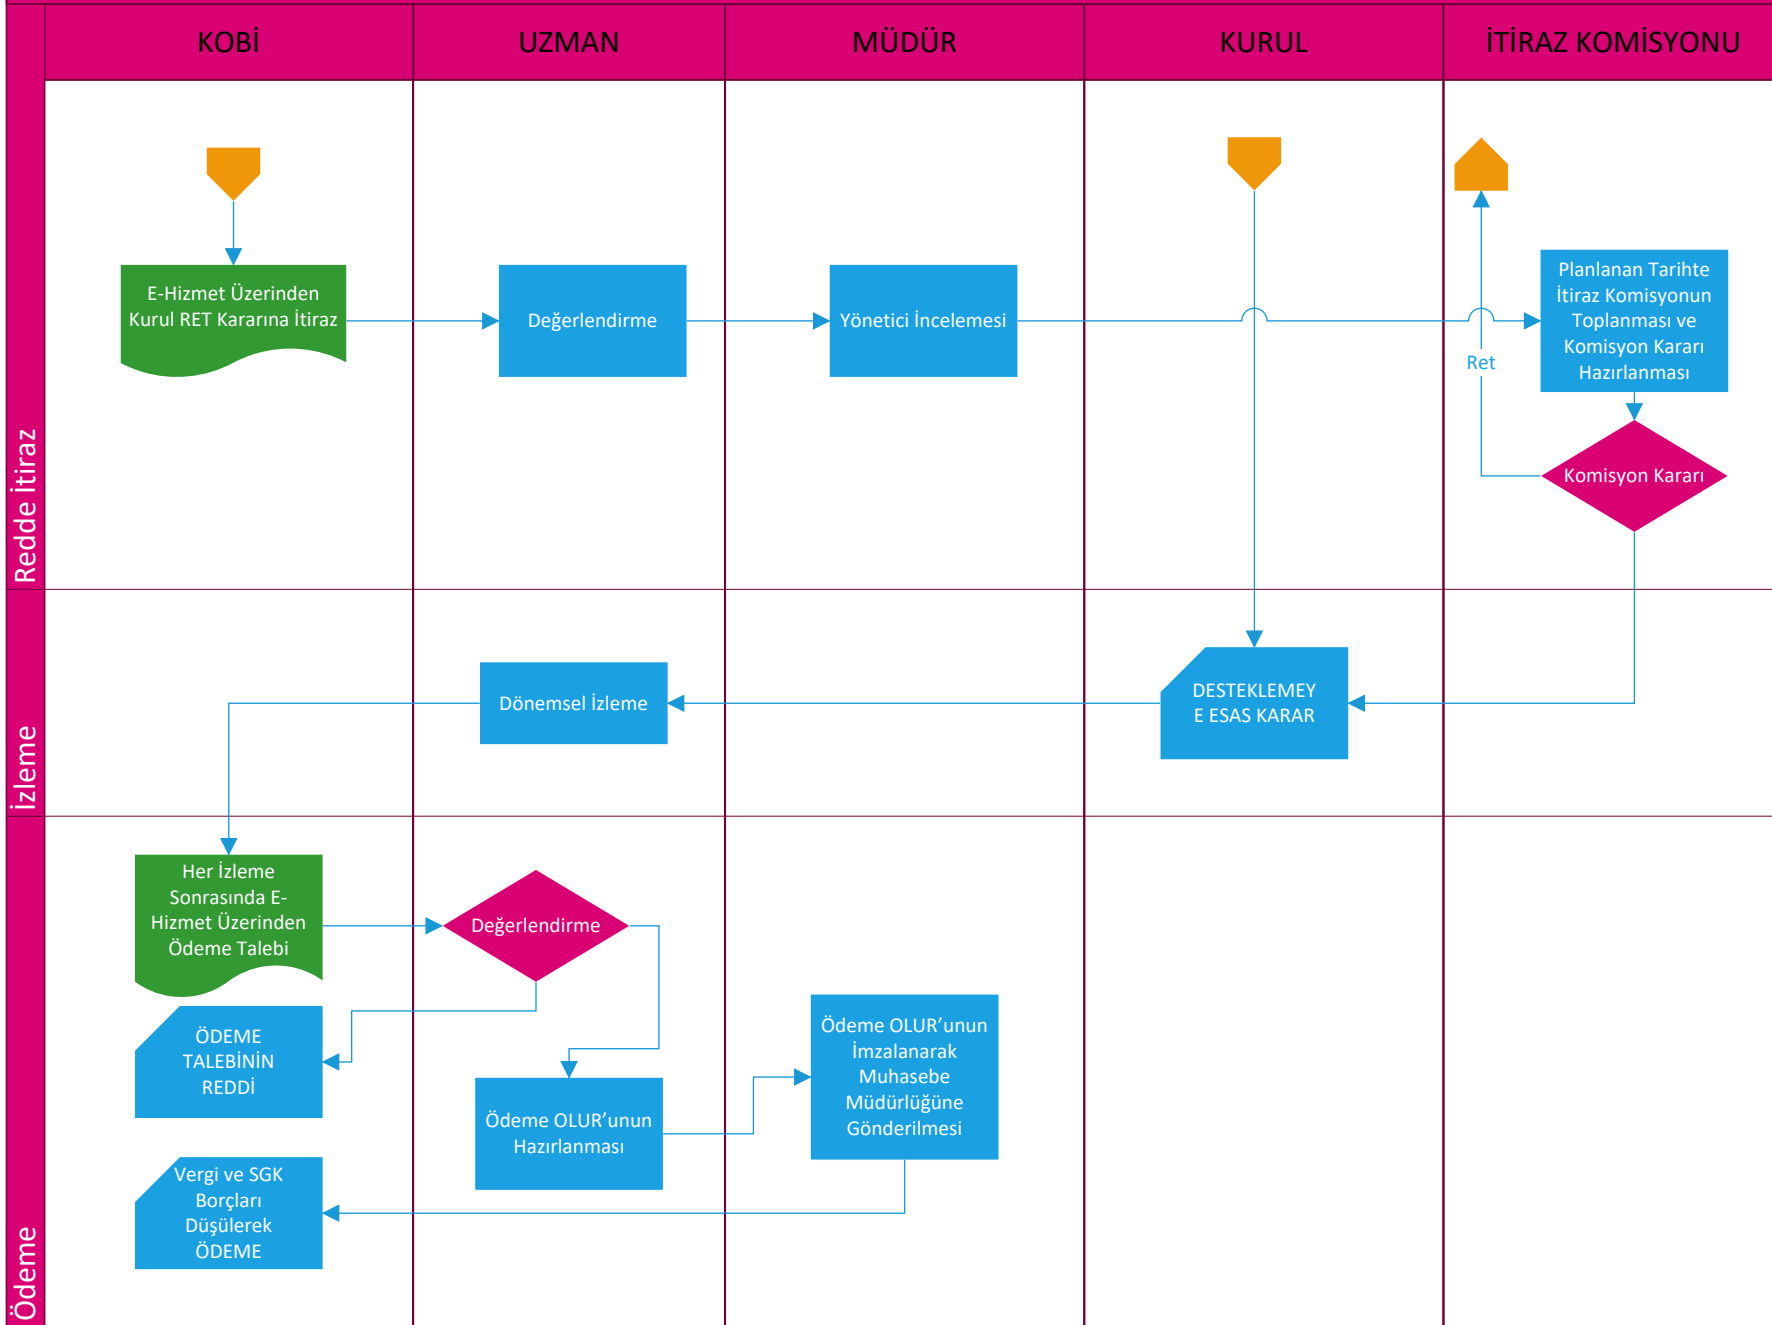 KOBİ
UZMAN
MÜDÜR
KURUL
İTİRAZ KOMİSYONU
Redde İtiraz
E-Hizmet Üzerinden
Kurul RET Kararına İtiraz
Değerlendirme
Yönetici İncelemesi
Planlanan Tarihte
İtiraz Komisyonun
Toplanması ve
Komisyon Kararı
Hazırlanması
Ret
Komisyon Kararı
İzleme
Dönemsel İzleme
DESTEKLEMEY
E ESAS KARAR
Ödeme
Her İzleme
Sonrasında E-
Hizmet Üzerinden
Ödeme Talebi
Değerlendirme
ÖDEME
TALEBİNİN
REDDİ
Ödeme OLUR’unun
Hazırlanması
Ödeme OLUR’unun
İmzalanarak
Muhasebe
Müdürlüğüne
Gönderilmesi
Vergi ve SGK
Borçları
Düşülerek
ÖDEME